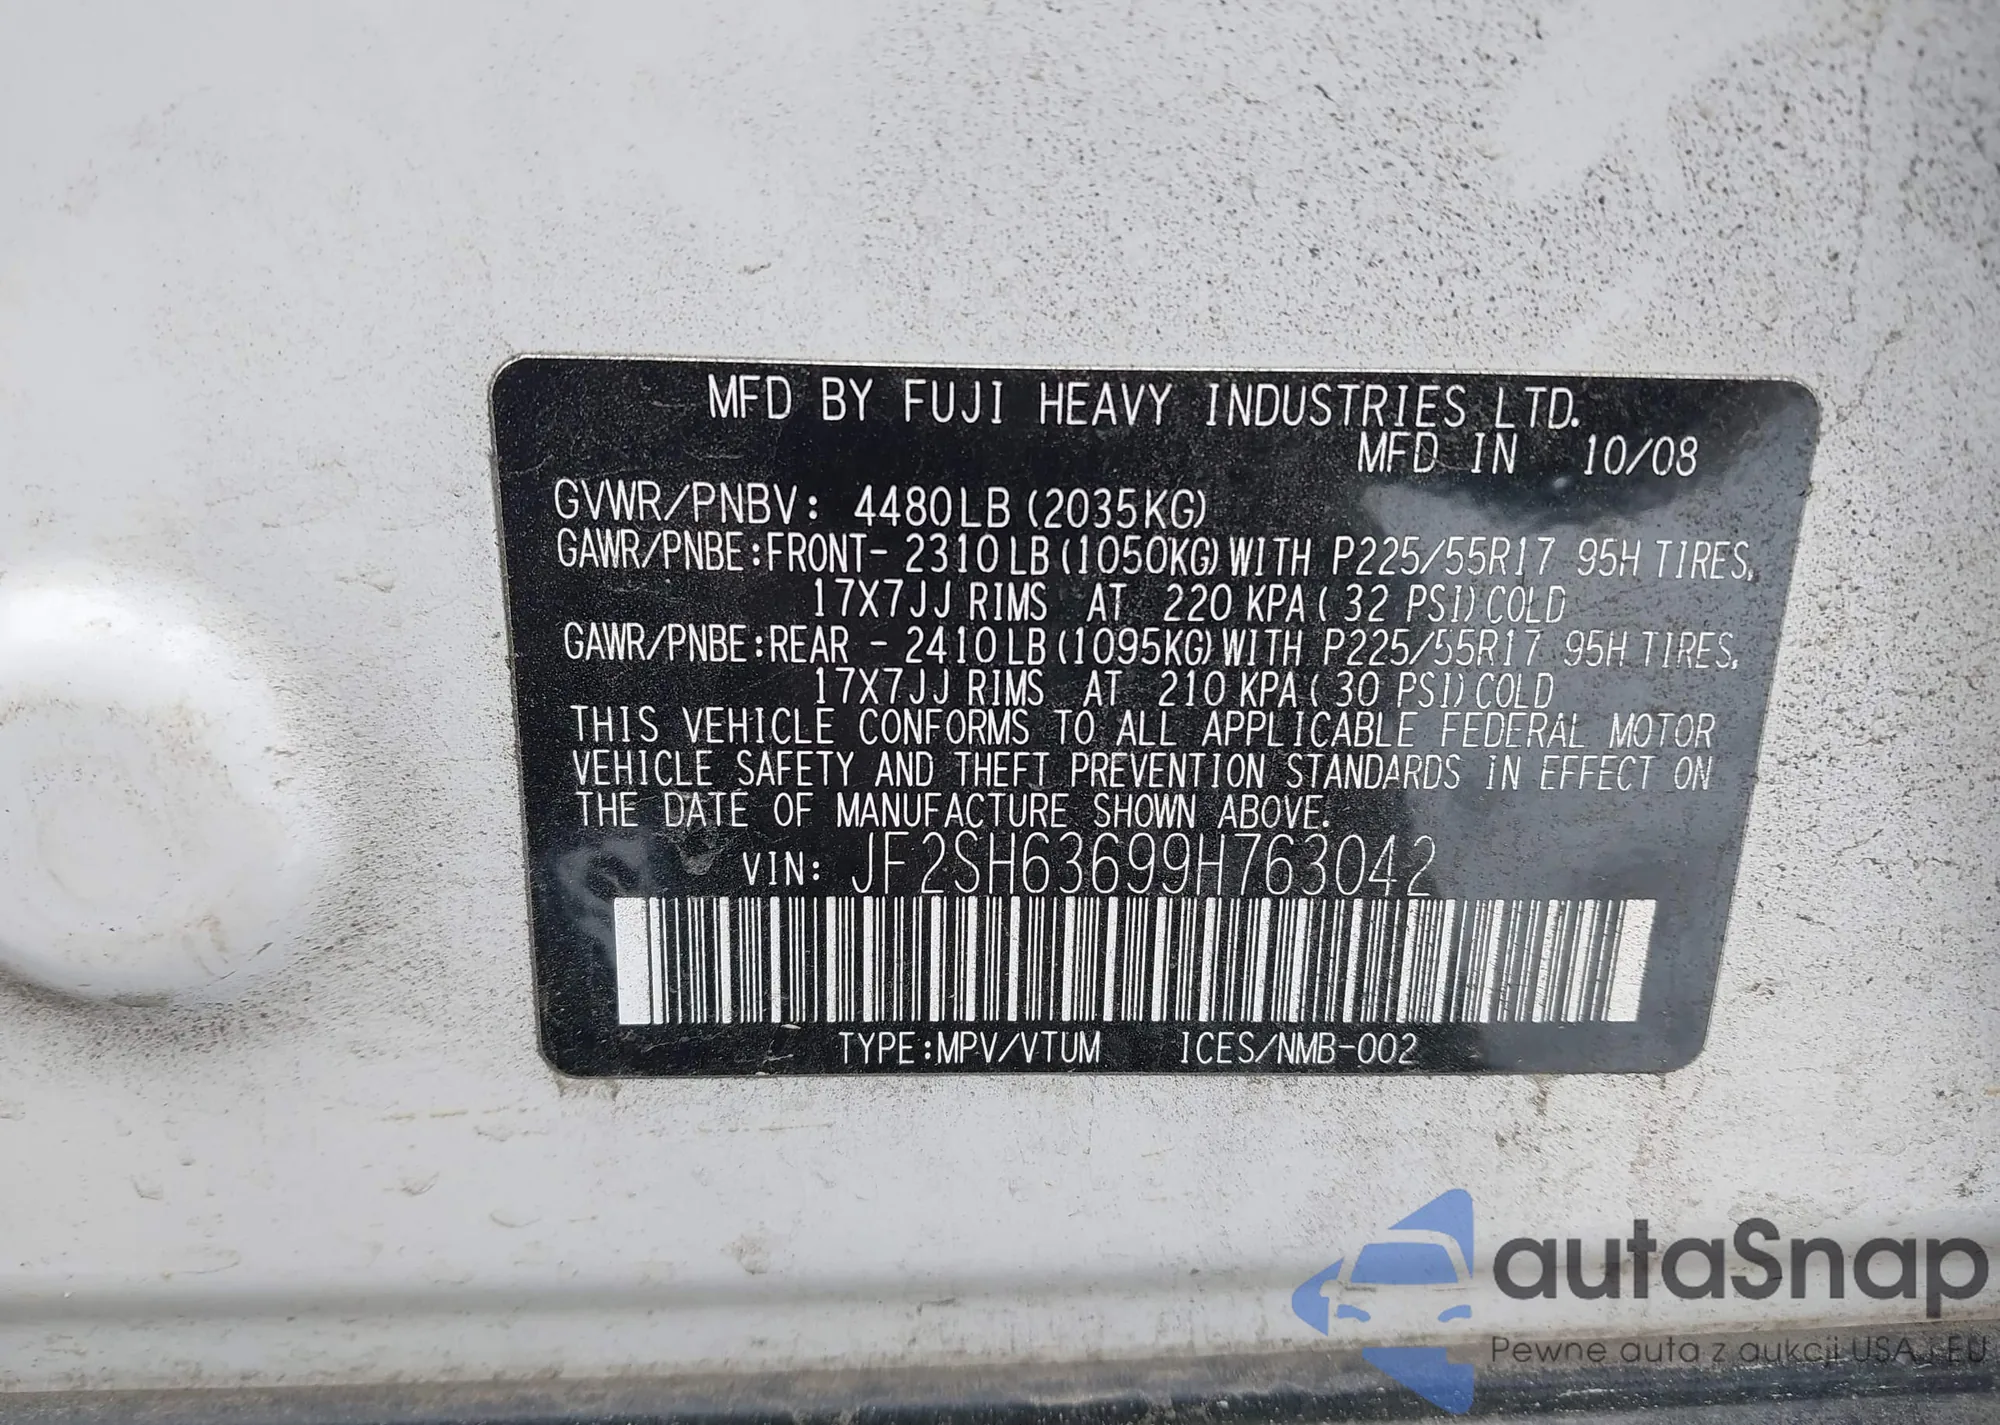 MFD BY FUJI HEAVY INDUSTRIES LTD.
MFD IN 10/08
GVWR/PNBV: 4480LB (2035KG)
GAWR/PNBE:FRONT- 2310LB (1050KG) WITH P225/55R17 95H TIRES,
17X7JJ RIMS AT 220 KPA ( 32 PSI) COLD
GAWR/PNBE:REAR - 2410LB (1095KG) WITH P225/55R17 95H TIRES,
17X7JJ RIMS AT 210 KPA ( 30 PSI) COLD
THIS VEHICLE CONFORMS TO ALL APPLICABLE FEDERAL MOTOR
VEHICLE SAFETY AND THEFT PREVENTION STANDARDS IN EFFECT ON
THE DATE OF MANUFACTURE SHOWN ABOVE.
VIN: JF2SH63699H763042
TYPE:MPV/VTUM ICES/NMB-002
autaSnap
Pewne auta z aukcji USA i EU